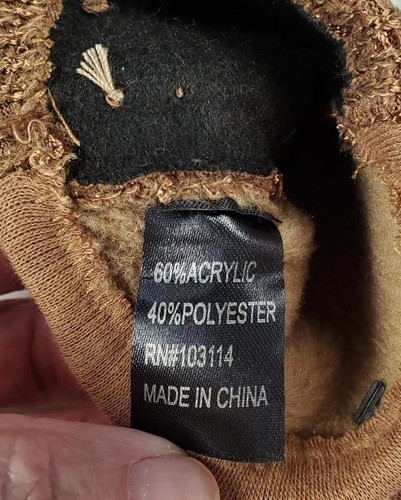 60%ACRYLIC
40%POLYESTER
RN#103114
MADE IN CHINA